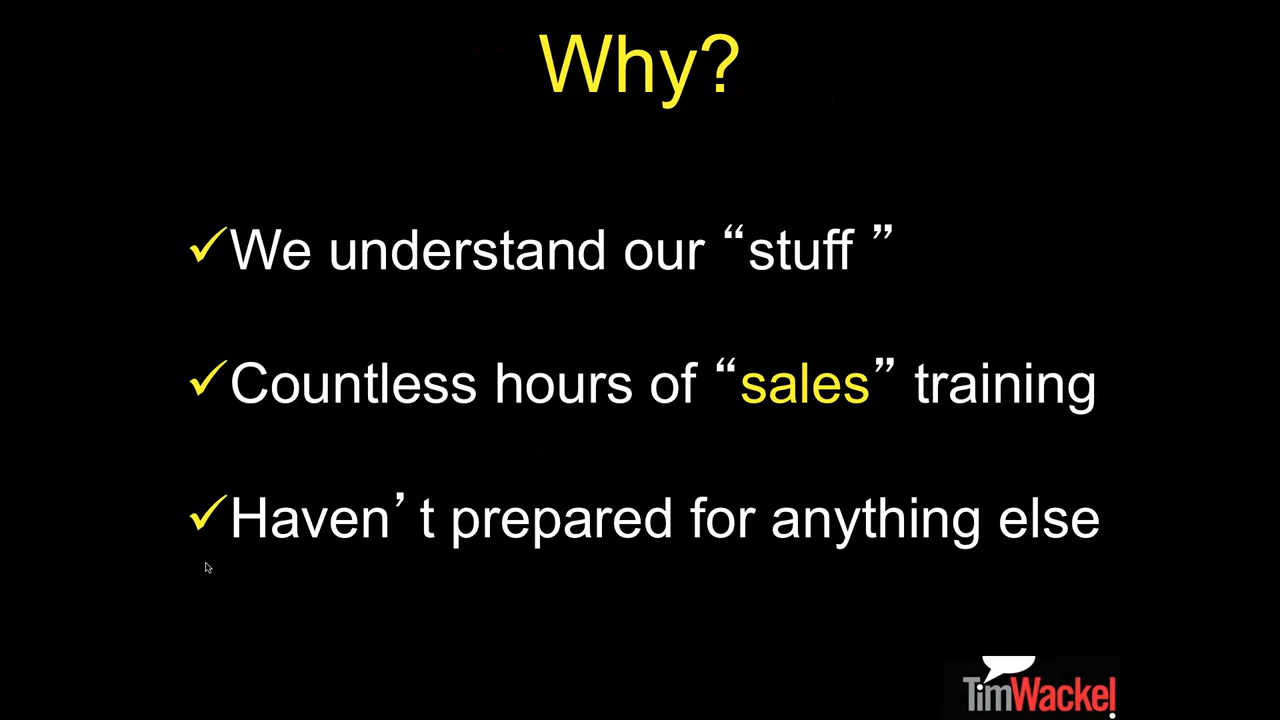 Why?
We understand our “stuff ”
Countless hours of “sales” training
Haven’t prepared for anything else
TimWackel